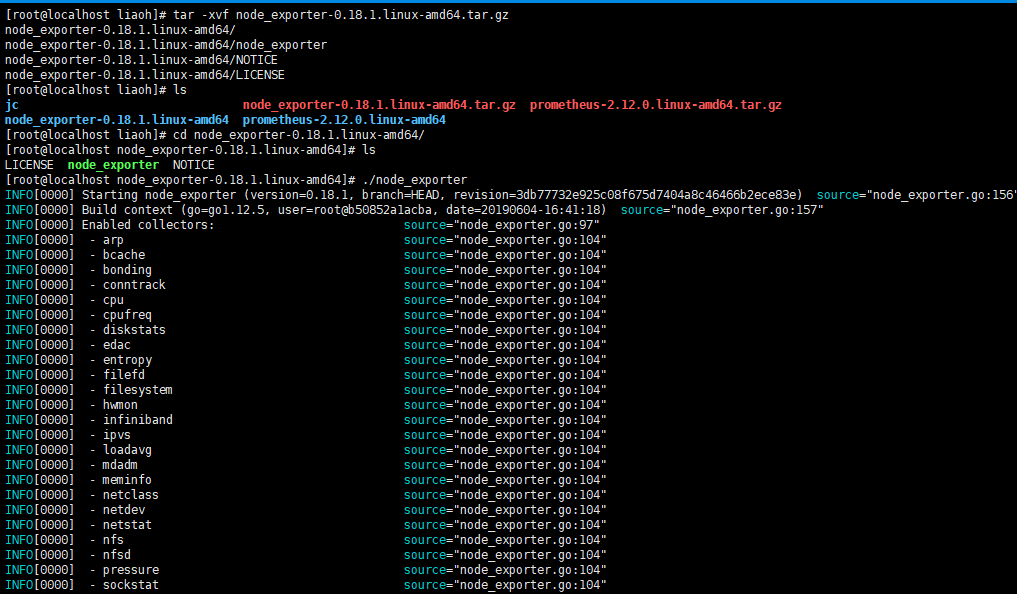 [root@localhost liaoh]# tar -xvf node_exporter-0.18.1.linux-amd64.tar.gz
node_exporter-0.18.1.linux-amd64/
node_exporter-0.18.1.linux-amd64/node_exporter
node_exporter-0.18.1.linux-amd64/NOTICE
node_exporter-0.18.1.linux-amd64/LICENSE
[root@localhost liaoh]# ls
jc node_exporter-0.18.1.linux-amd64.tar.gz prometheus-2.12.0.linux-amd64.tar.gz
node_exporter-0.18.1.linux-amd64 prometheus-2.12.0.linux-amd64
[root@localhost liaoh]# cd node_exporter-0.18.1.linux-amd64/
[root@localhost node_exporter-0.18.1.linux-amd64]# ls
LICENSE node_exporter NOTICE
[root@localhost node_exporter-0.18.1.linux-amd64]# ./node_exporter
INFO[0000] Starting node_exporter (version=0.18.1, branch=HEAD, revision=3db77732e925c08f675d7404a8c46466b2ece83e) source="node_exporter.go:156"
INFO[0000] Build context (go=go1.12.5, user=root@b50852a1acba, date=20190604-16:41:18) source="node_exporter.go:157"
INFO[0000] Enabled collectors: source="node_exporter.go:97"
INFO[0000] - arp source="node_exporter.go:104"
INFO[0000] - bcache source="node_exporter.go:104"
INFO[0000] - bonding source="node_exporter.go:104"
INFO[0000] - conntrack source="node_exporter.go:104"
INFO[0000] - cpu source="node_exporter.go:104"
INFO[0000] - cpufreq source="node_exporter.go:104"
INFO[0000] - diskstats source="node_exporter.go:104"
INFO[0000] - edac source="node_exporter.go:104"
INFO[0000] - entropy source="node_exporter.go:104"
INFO[0000] - filefd source="node_exporter.go:104"
INFO[0000] - filesystem source="node_exporter.go:104"
INFO[0000] - hwmon source="node_exporter.go:104"
INFO[0000] - infiniband source="node_exporter.go:104"
INFO[0000] - ipvs source="node_exporter.go:104"
INFO[0000] - loadavg source="node_exporter.go:104"
INFO[0000] - mdadm source="node_exporter.go:104"
INFO[0000] - meminfo source="node_exporter.go:104"
INFO[0000] - netclass source="node_exporter.go:104"
INFO[0000] - netdev source="node_exporter.go:104"
INFO[0000] - netstat source="node_exporter.go:104"
INFO[0000] - nfs source="node_exporter.go:104"
INFO[0000] - nfsd source="node_exporter.go:104"
INFO[0000] - pressure source="node_exporter.go:104"
INFO[0000] - sockstat source="node_exporter.go:104"